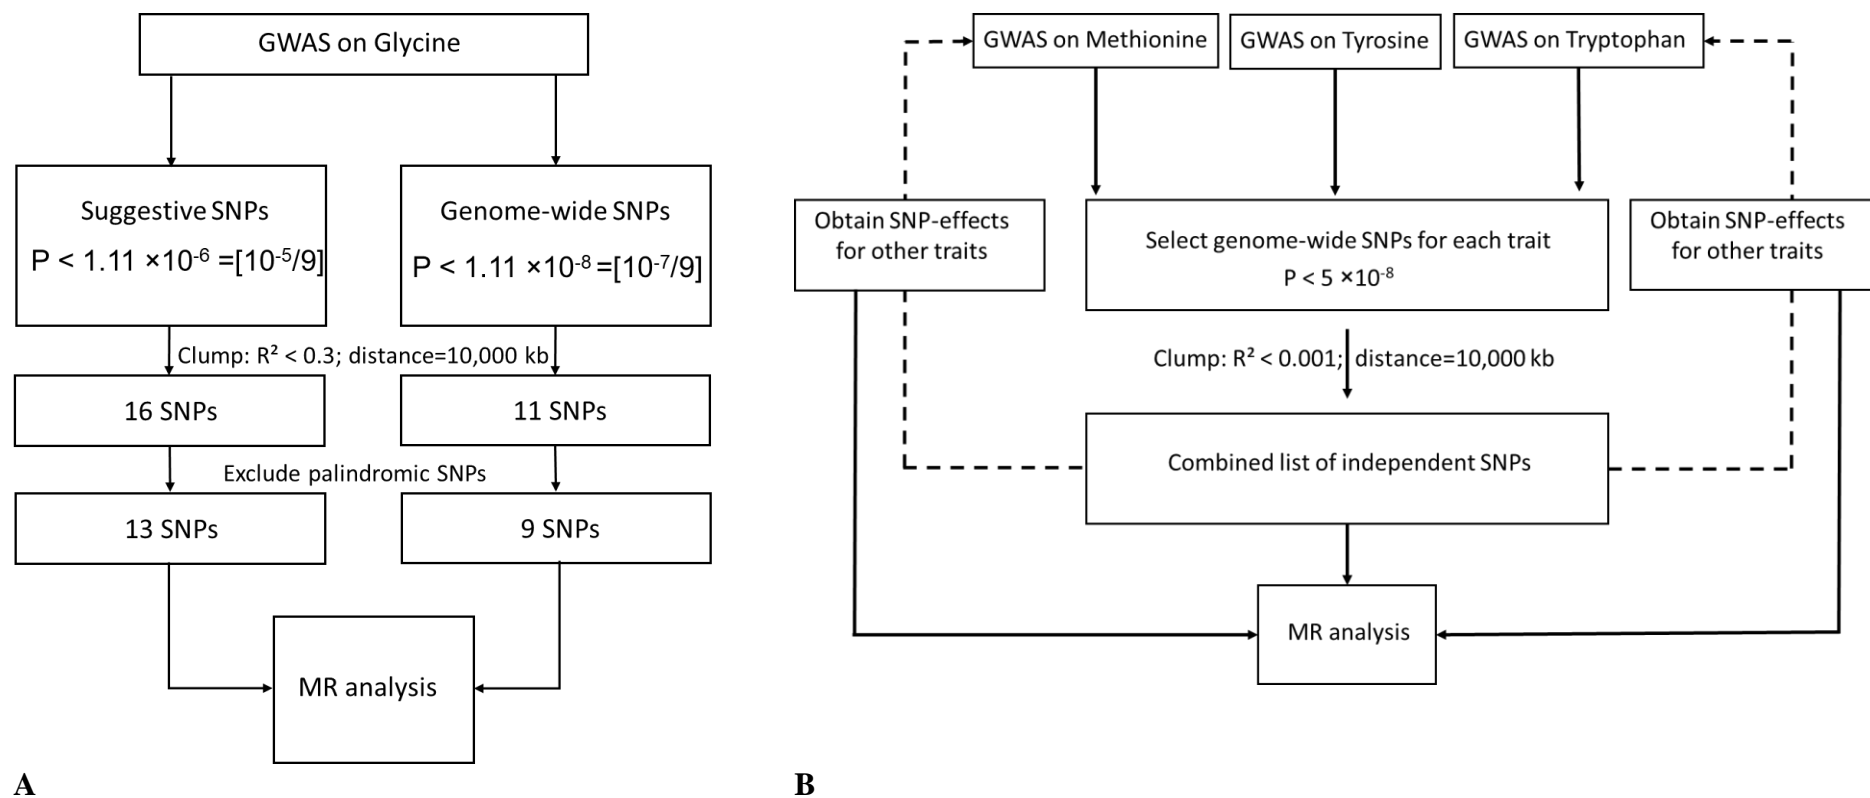 GWAS on Glycine
Suggestive SNPs
P < 1.11 ×10-6 =[10-5/9]
Genome-wide SNPs
P < 1.11 ×10-8 =[10-7/9]
Clump: R² < 0.3; distance=10,000 kb
16 SNPs
11 SNPs
Exclude palindromic SNPs
13 SNPs
9 SNPs
MR analysis
A
GWAS on Methionine
GWAS on Tyrosine
GWAS on Tryptophan
Obtain SNP-effects
for other traits
Select genome-wide SNPs for each trait
P < 5 ×10-8
Obtain SNP-effects
for other traits
Clump: R² < 0.001; distance=10,000 kb
Combined list of independent SNPs
MR analysis
B